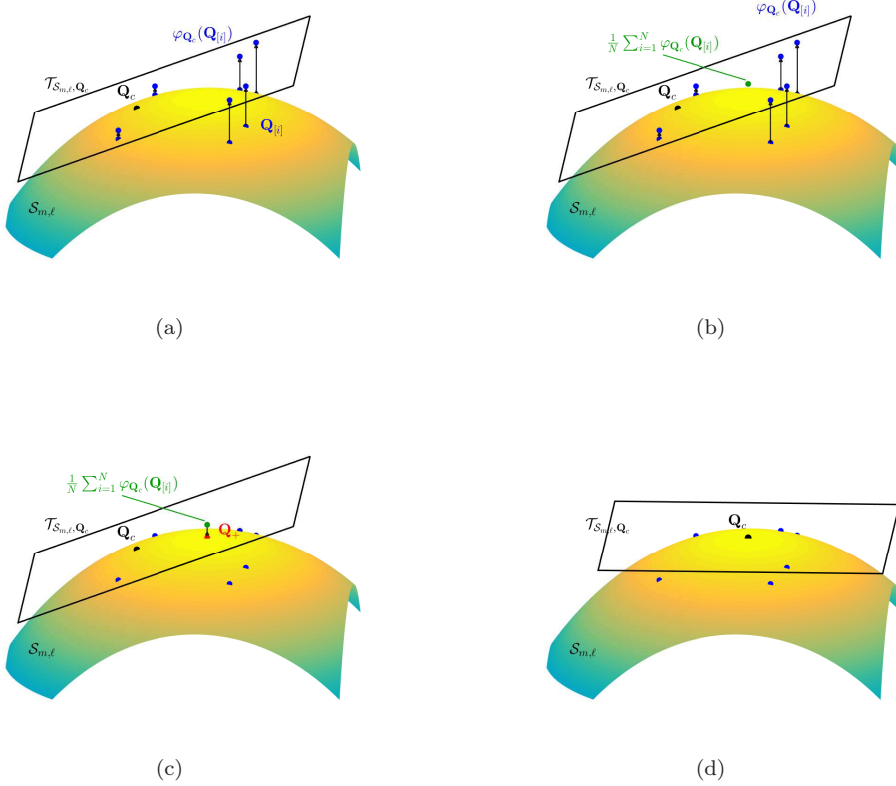 φ_{Q_c}(Q_{[i]})
𝒯_{𝒮_{m,ℓ},Q_c}
Q_c
Q_{[i]}
𝒮_{m,ℓ}
(a)
φ_{Q_c}(Q_{[i]})
1/N ∑_{i=1}^{N} φ_{Q_c}(Q_{[i]})
𝒯_{𝒮_{m,ℓ},Q_c}
Q_c
𝒮_{m,ℓ}
(b)
1/N ∑_{i=1}^{N} φ_{Q_c}(Q_{[i]})
𝒯_{𝒮_{m,ℓ},Q_c}
Q_c
Q_+
𝒮_{m,ℓ}
(c)
𝒯_{𝒮_{m,ℓ},Q_c}
Q_c
𝒮_{m,ℓ}
(d)